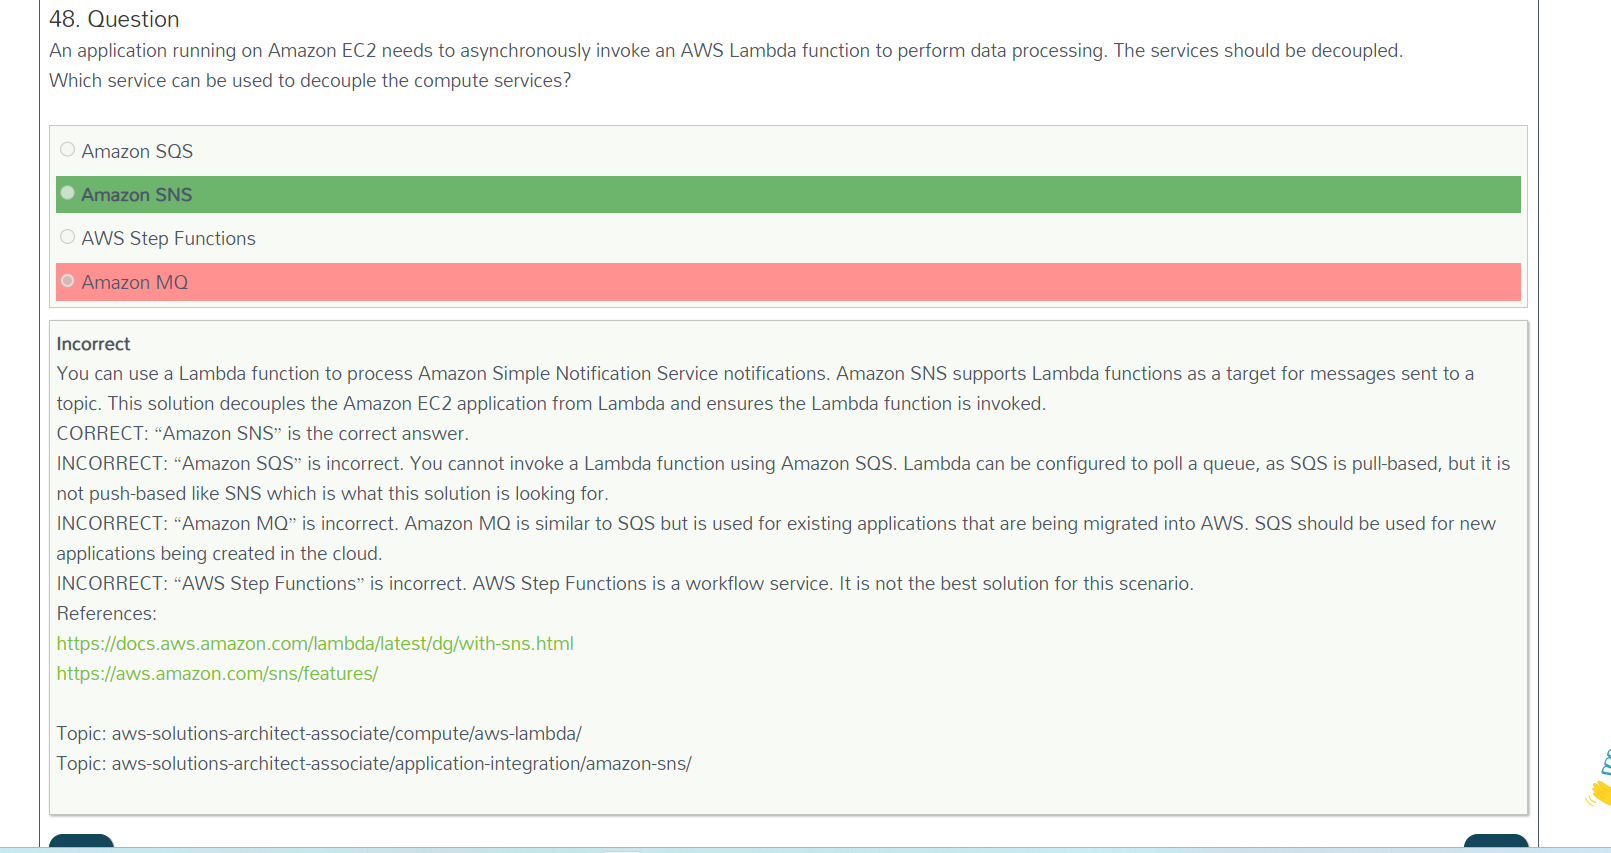 48. Question
An application running on Amazon EC2 needs to asynchronously invoke an AWS Lambda function to perform data processing. The services should be decoupled.
Which service can be used to decouple the compute services?
Amazon SQS
Amazon SNS
AWS Step Functions
Amazon MQ
Incorrect
You can use a Lambda function to process Amazon Simple Notification Service notifications. Amazon SNS supports Lambda functions as a target for messages sent to a
topic. This solution decouples the Amazon EC2 application from Lambda and ensures the Lambda function is invoked.
CORRECT: “Amazon SNS” is the correct answer.
INCORRECT: “Amazon SQS” is incorrect. You cannot invoke a Lambda function using Amazon SQS. Lambda can be configured to poll a queue, as SQS is pull-based, but it is
not push-based like SNS which is what this solution is looking for.
INCORRECT: “Amazon MQ” is incorrect. Amazon MQ is similar to SQS but is used for existing applications that are being migrated into AWS. SQS should be used for new
applications being created in the cloud.
INCORRECT: “AWS Step Functions” is incorrect. AWS Step Functions is a workflow service. It is not the best solution for this scenario.
References:
https://docs.aws.amazon.com/lambda/latest/dg/with-sns.html
https://aws.amazon.com/sns/features/
Topic: aws-solutions-architect-associate/compute/aws-lambda/
Topic: aws-solutions-architect-associate/application-integration/amazon-sns/